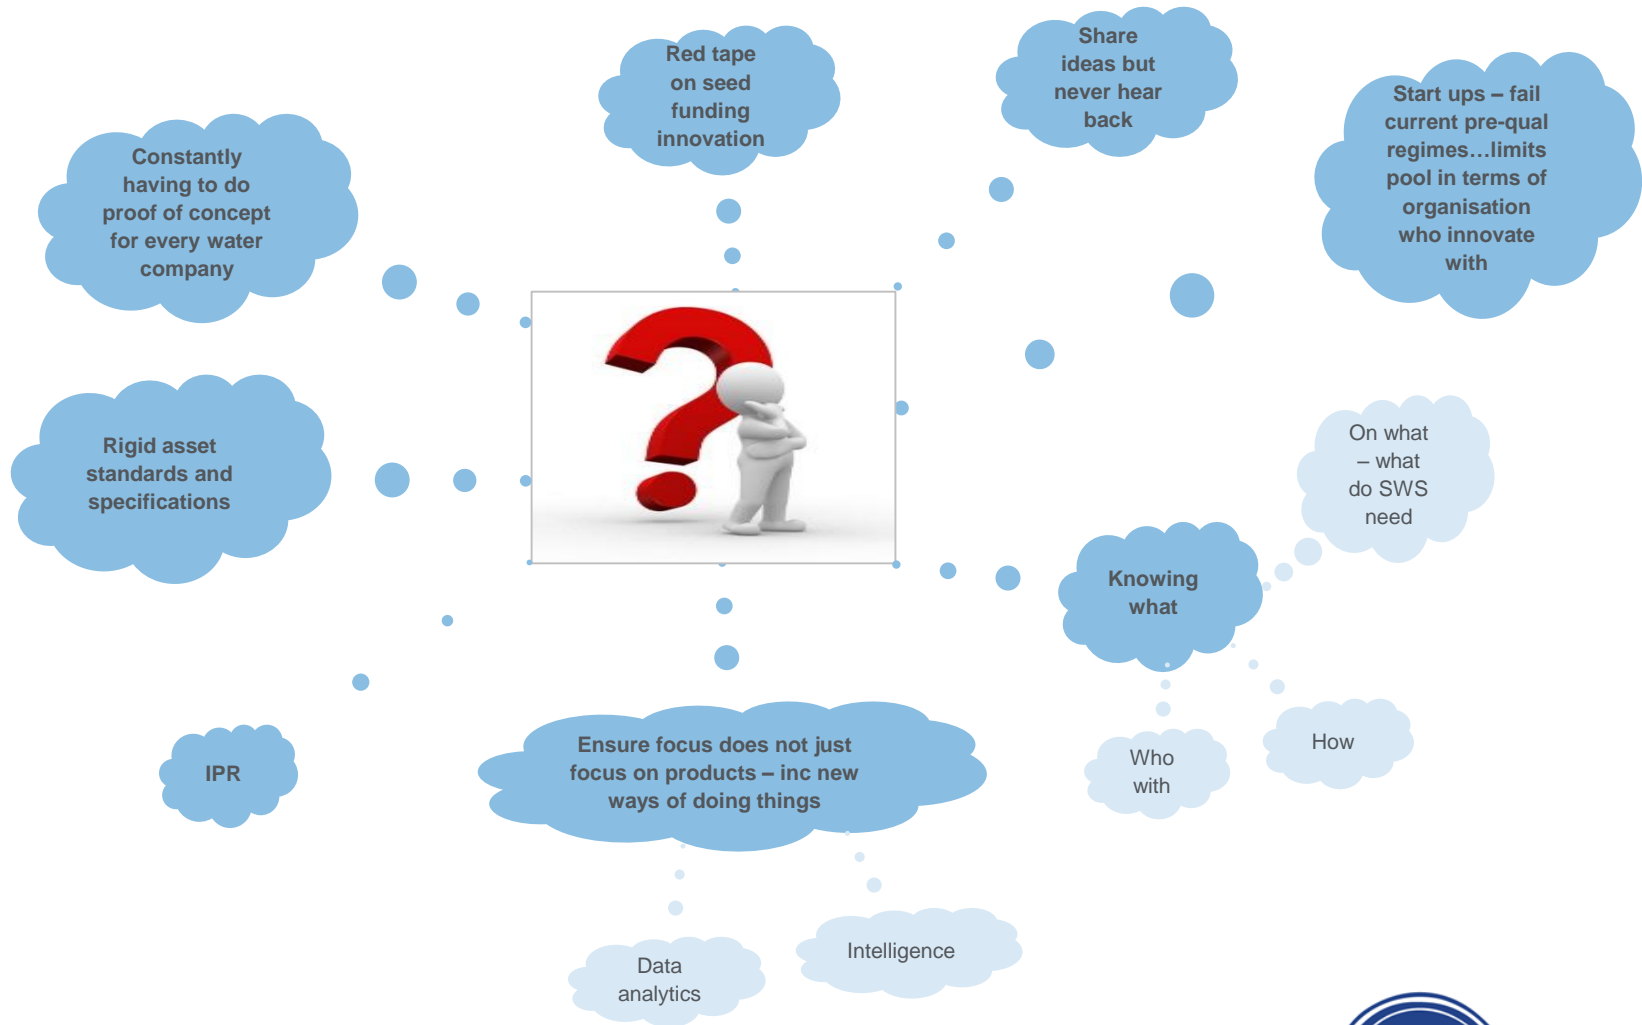 Red tape
on seed
funding
innovation
Share
ideas but
never hear
back
Start ups – fail
current pre-qual
regimes…limits
pool in terms of
organisation
who innovate
with
Constantly
having to do
proof of concept
for every water
company
Rigid asset
standards and
specifications
On what
– what
do SWS
need
Knowing
what
Who
with
How
IPR
Ensure focus does not just
focus on products – inc new
ways of doing things
Data
analytics
Intelligence